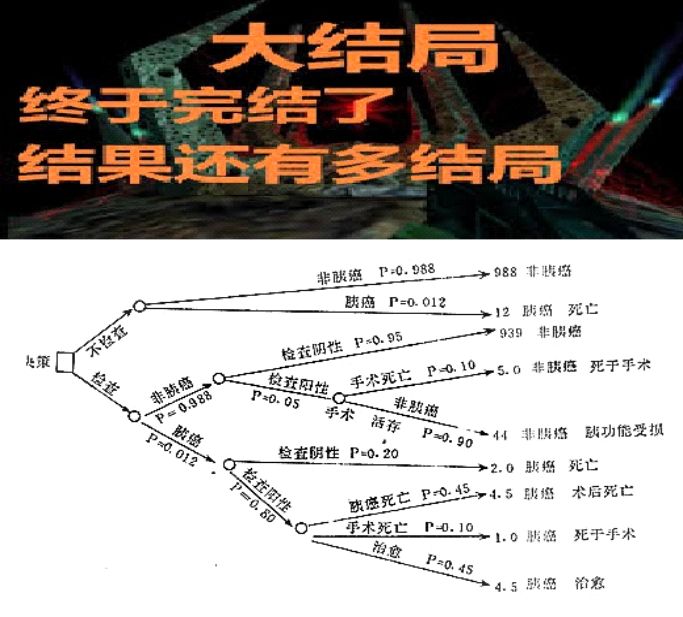 大结局
终于完结了
结果还有多结局
非胰癌 P=0.988
988 非胰癌
胰癌 P=0.012
12 胰癌 死亡
不检查
决策
检查
检查阴性 P=0.95
939 非胰癌
非胰癌
P=0.988
检查阳性
P=0.05
手术 活存
手术死亡 P=0.10
5.0 非胰癌 死于手术
非胰癌
P=0.90
44 非胰癌 胰功能受损
胰癌
P=0.012
检查阴性 P=0.20
2.0 胰癌 死亡
检查阳性
P=0.80
胰癌死亡 P=0.45
4.5 胰癌 术后死亡
手术死亡 P=0.10
1.0 胰癌 死于手术
治愈 P=0.45
4.5 胰癌 治愈